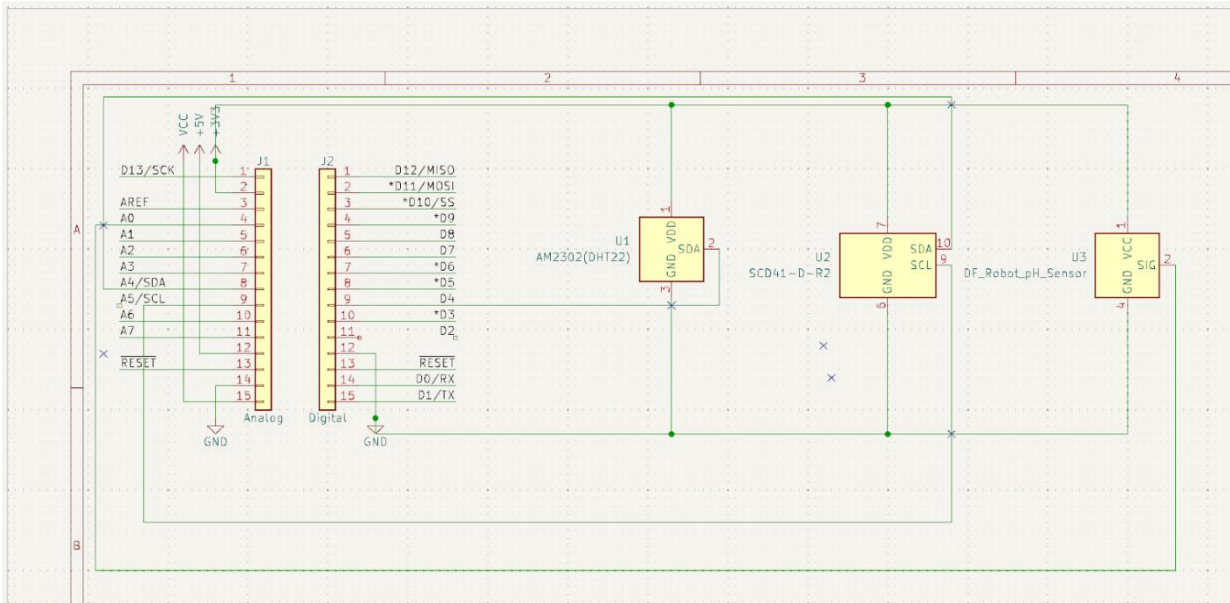 1 2 3 4
VCC +5V +3V3
J1 J2
D13/SCK 1 1 D12/MISO
2 2 *D11/MOSI
AREF 3 3 *D10/SS
A0 4 4 *D9
A1 5 5 D8
A2 6 6 D7
A3 7 7 *D6
A4/SDA 8 8 *D5
A5/SCL 9 9 D4
A6 10 10 *D3
A7 11 11 D2
12 12
RESET 13 13 RESET
14 14 D0/RX
15 15 D1/TX
Analog Digital
GND GND
A
B
U1
AM2302(DHT22)
1
VDD
SDA 2
GND
3
U2
SCD41-D-R2
7
VDD
SDA 10
SCL 9
GND
6
U3
DF_Robot_pH_Sensor
1
VCC
SIG 2
GND
4